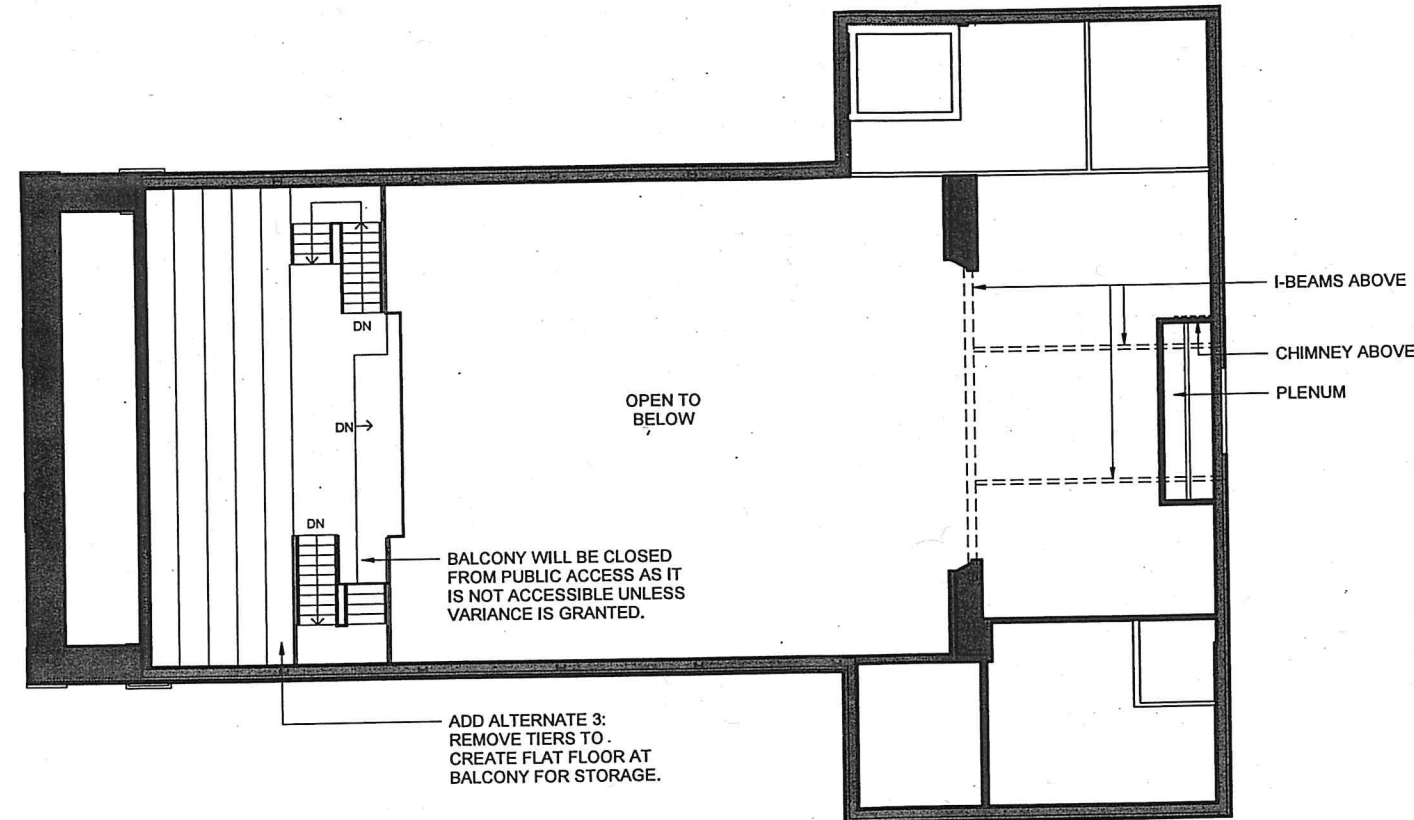 I-BEAMS ABOVE
CHIMNEY ABOVE
PLENUM
DN
OPEN TO
BELOW
DN
DN
BALCONY WILL BE CLOSED
FROM PUBLIC ACCESS AS IT
IS NOT ACCESSIBLE UNLESS
VARIANCE IS GRANTED.
ADD ALTERNATE 3:
REMOVE TIERS TO
CREATE FLAT FLOOR AT
BALCONY FOR STORAGE.